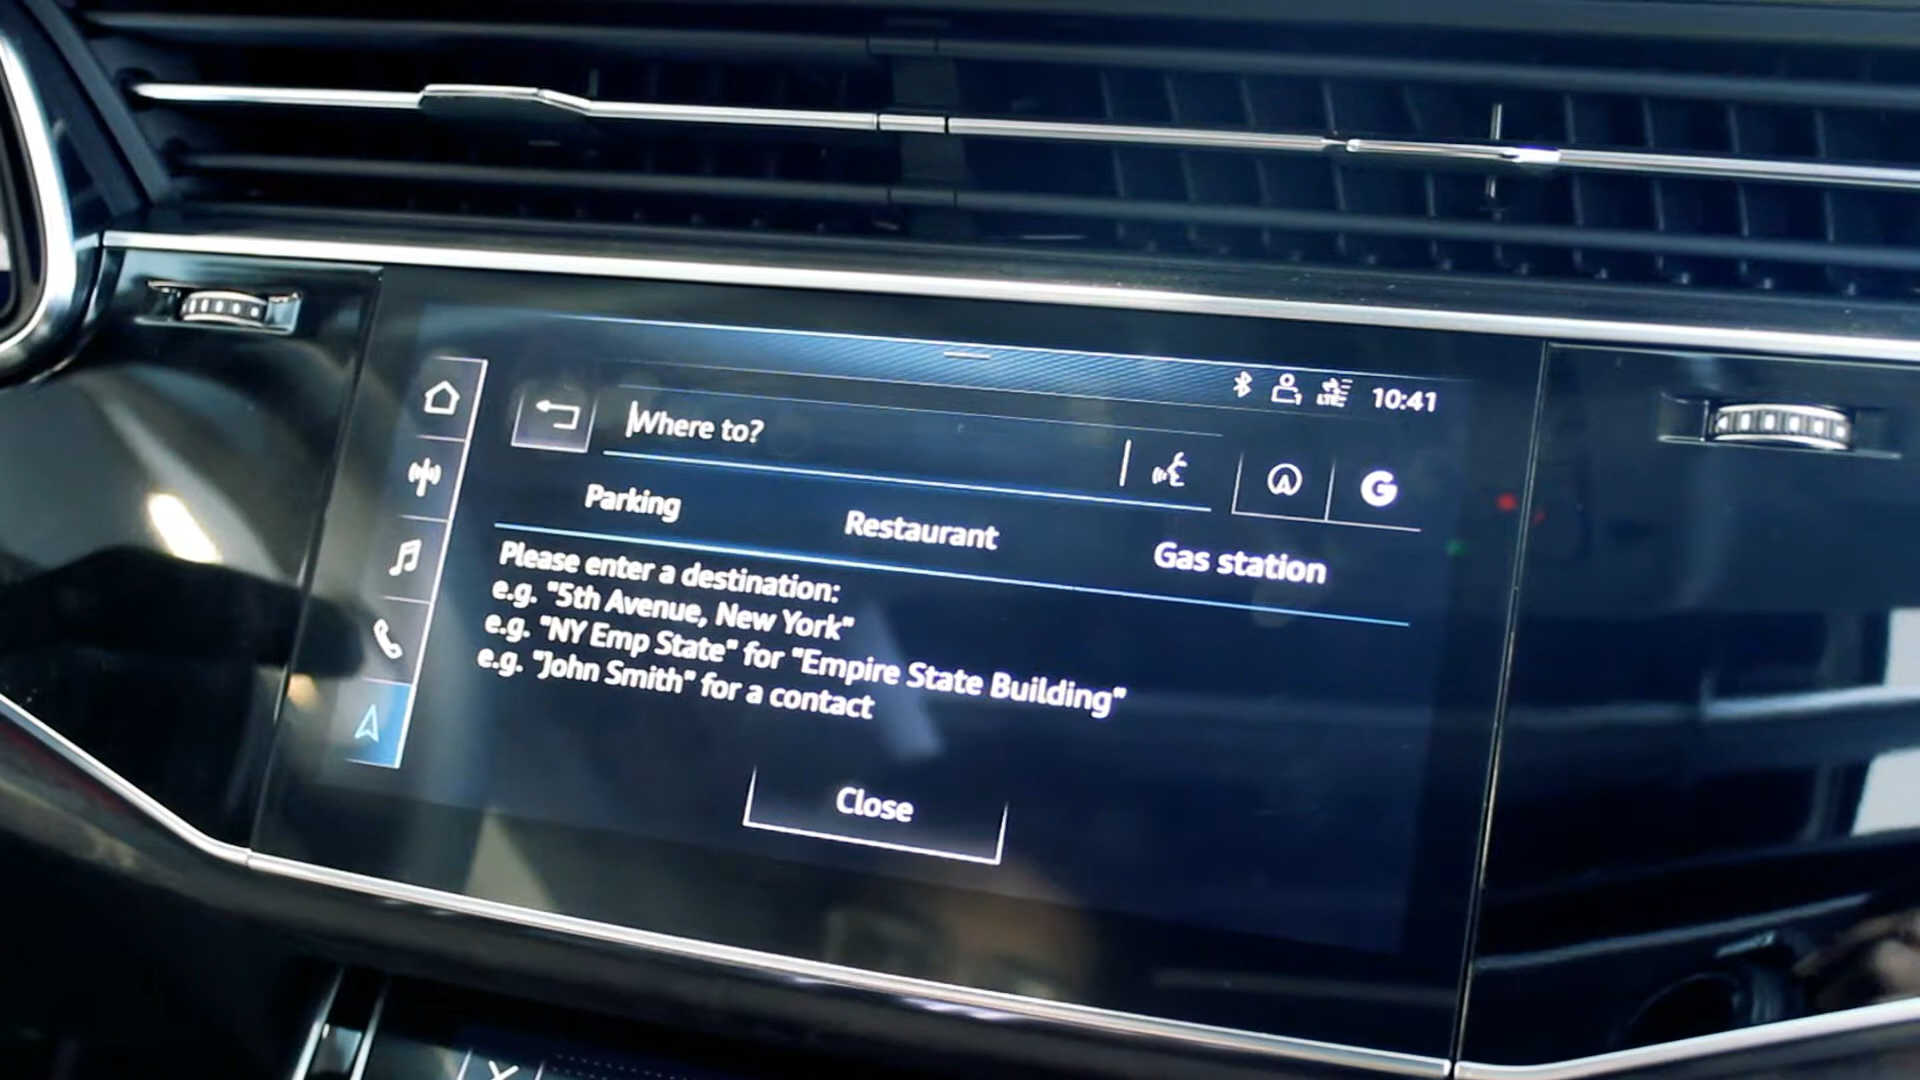 LTE 10:41
Where to?
G
Parking Restaurant Gas station
Please enter a destination:
e.g. "5th Avenue, New York"
e.g. "NY Emp State" for "Empire State Building"
e.g. "John Smith" for a contact
Close